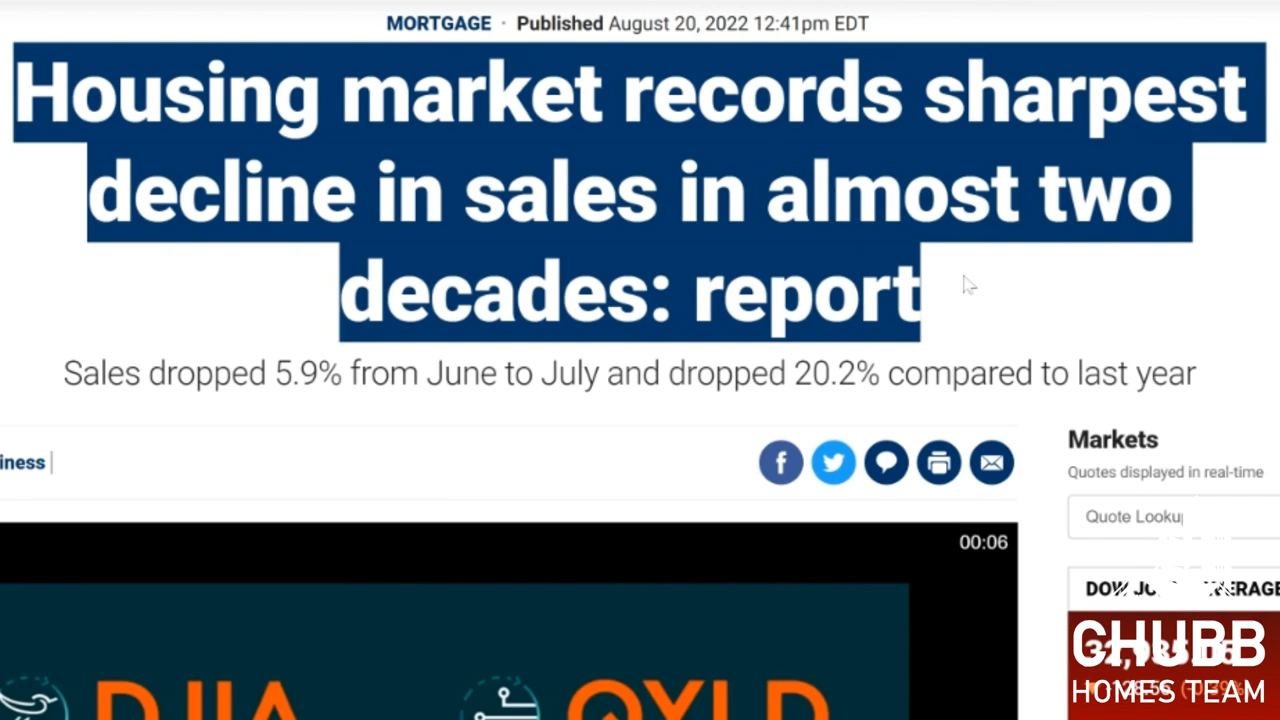 MORTGAGE · Published August 20, 2022 12:41pm EDT
Housing market records sharpest
decline in sales in almost two
decades: report
Sales dropped 5.9% from June to July and dropped 20.2% compared to last year
iness
Markets
Quotes displayed in real-time
Quote Looku
00:06
DJIA
QYLD
CHUBB
HOMES TEAM